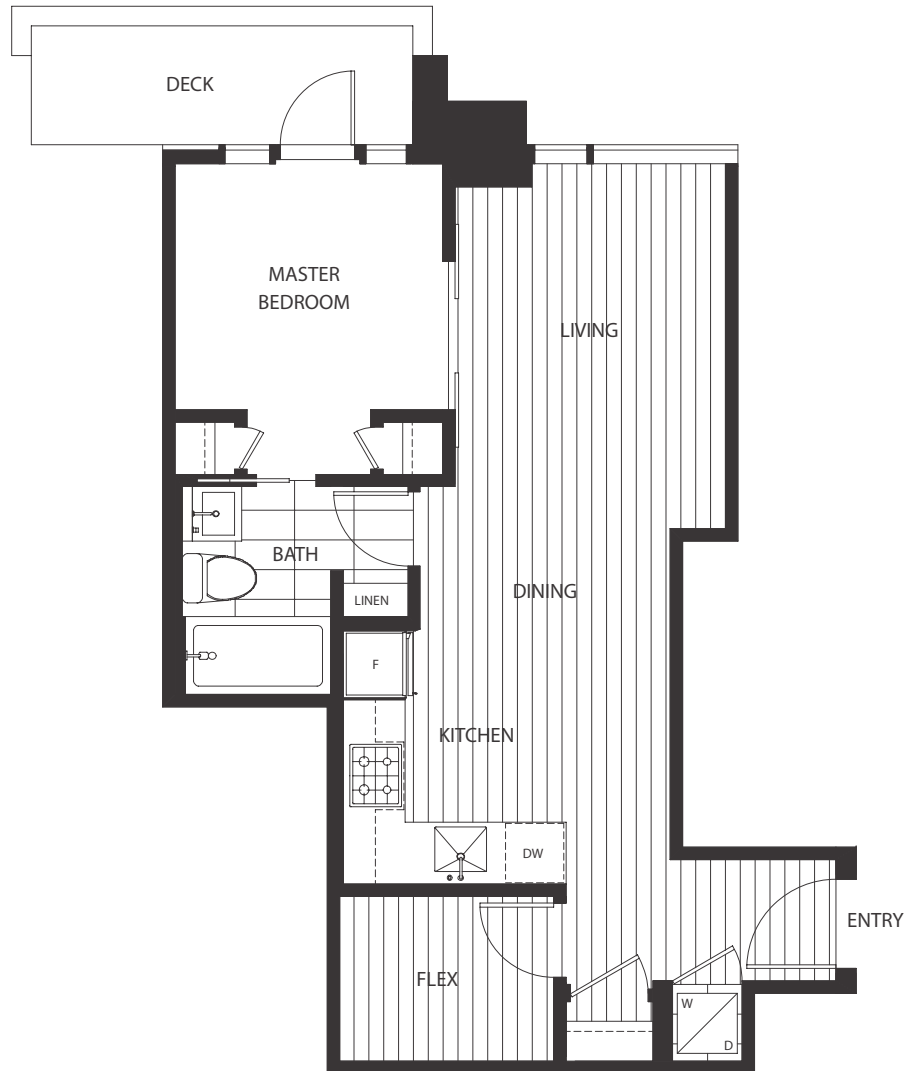 DECK
MASTER
BEDROOM
LIVING
BATH
DINING
LINEN
F
KITCHEN
DW
ENTRY
FLEX
W
D